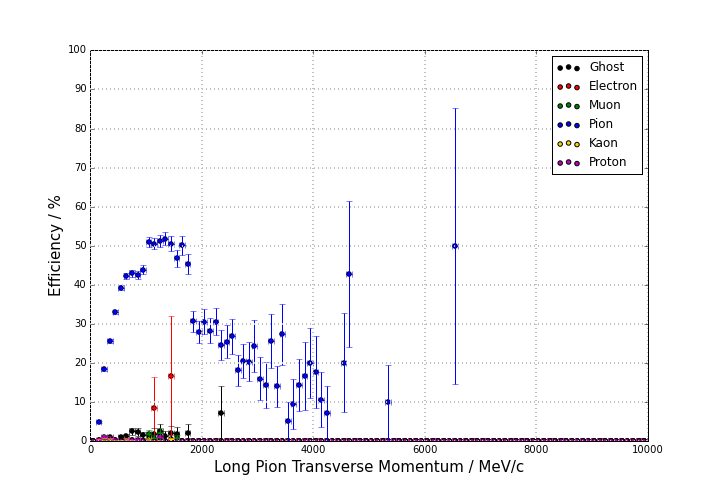 100
90
80
70
60
50
40
30
20
10
0
Efficiency / %
0 2000 4000 6000 8000 10000
Long Pion Transverse Momentum / MeV/c
Ghost
Electron
Muon
Pion
Kaon
Proton